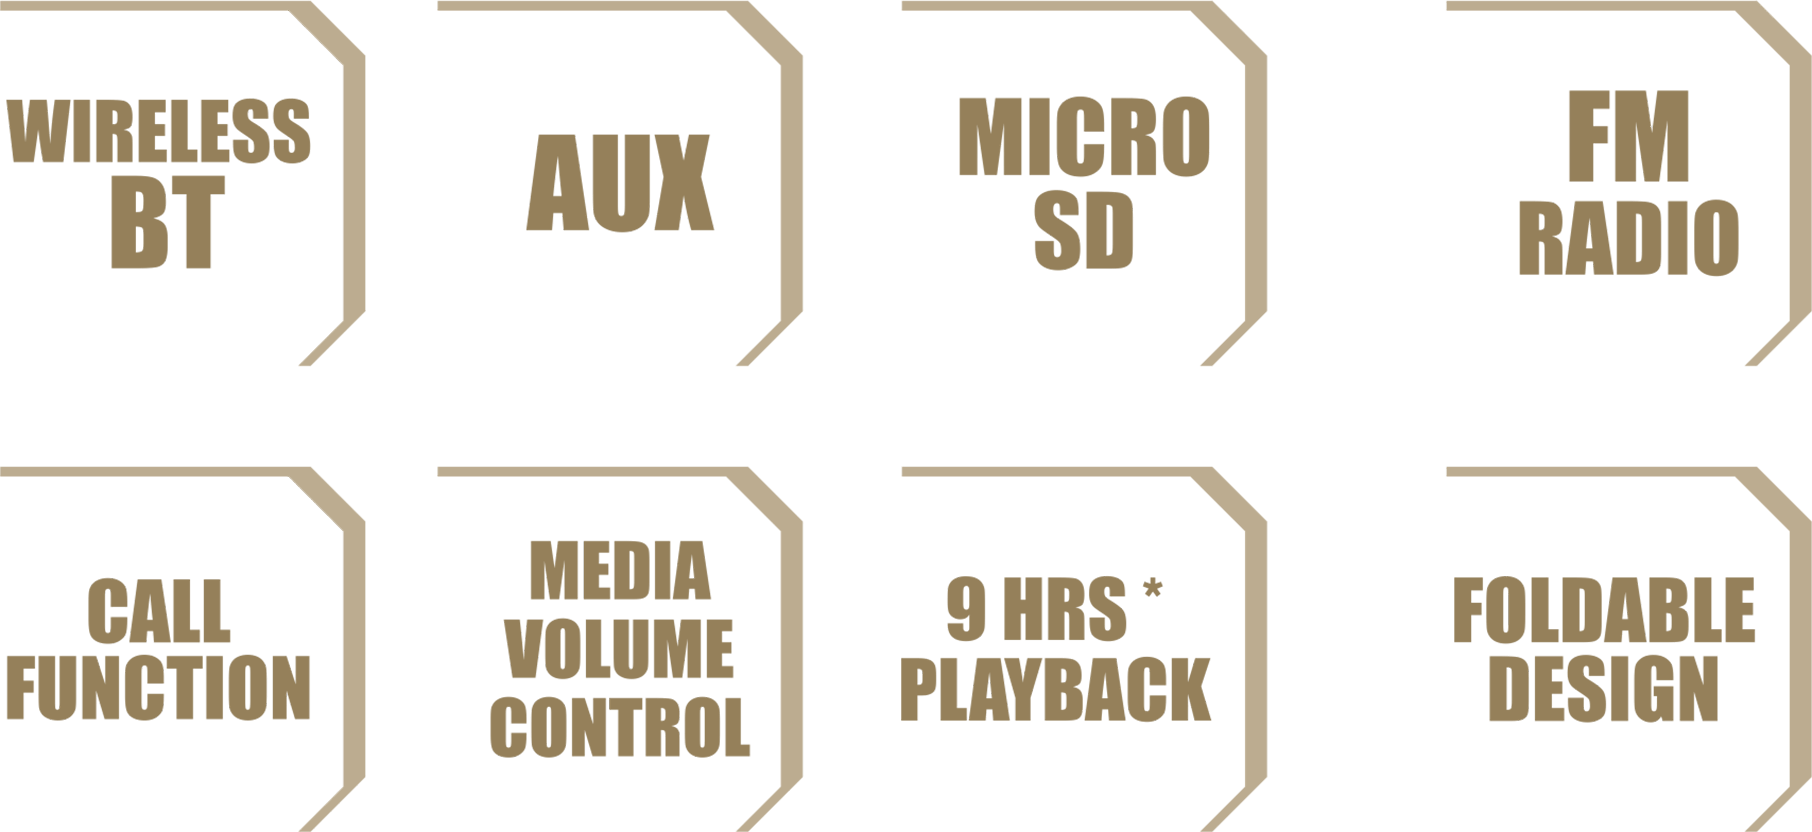 WIRELESS
BT
AUX
MICRO
SD
FM
RADIO
CALL
FUNCTION
MEDIA
VOLUME
CONTROL
9 HRS *
PLAYBACK
FOLDABLE
DESIGN